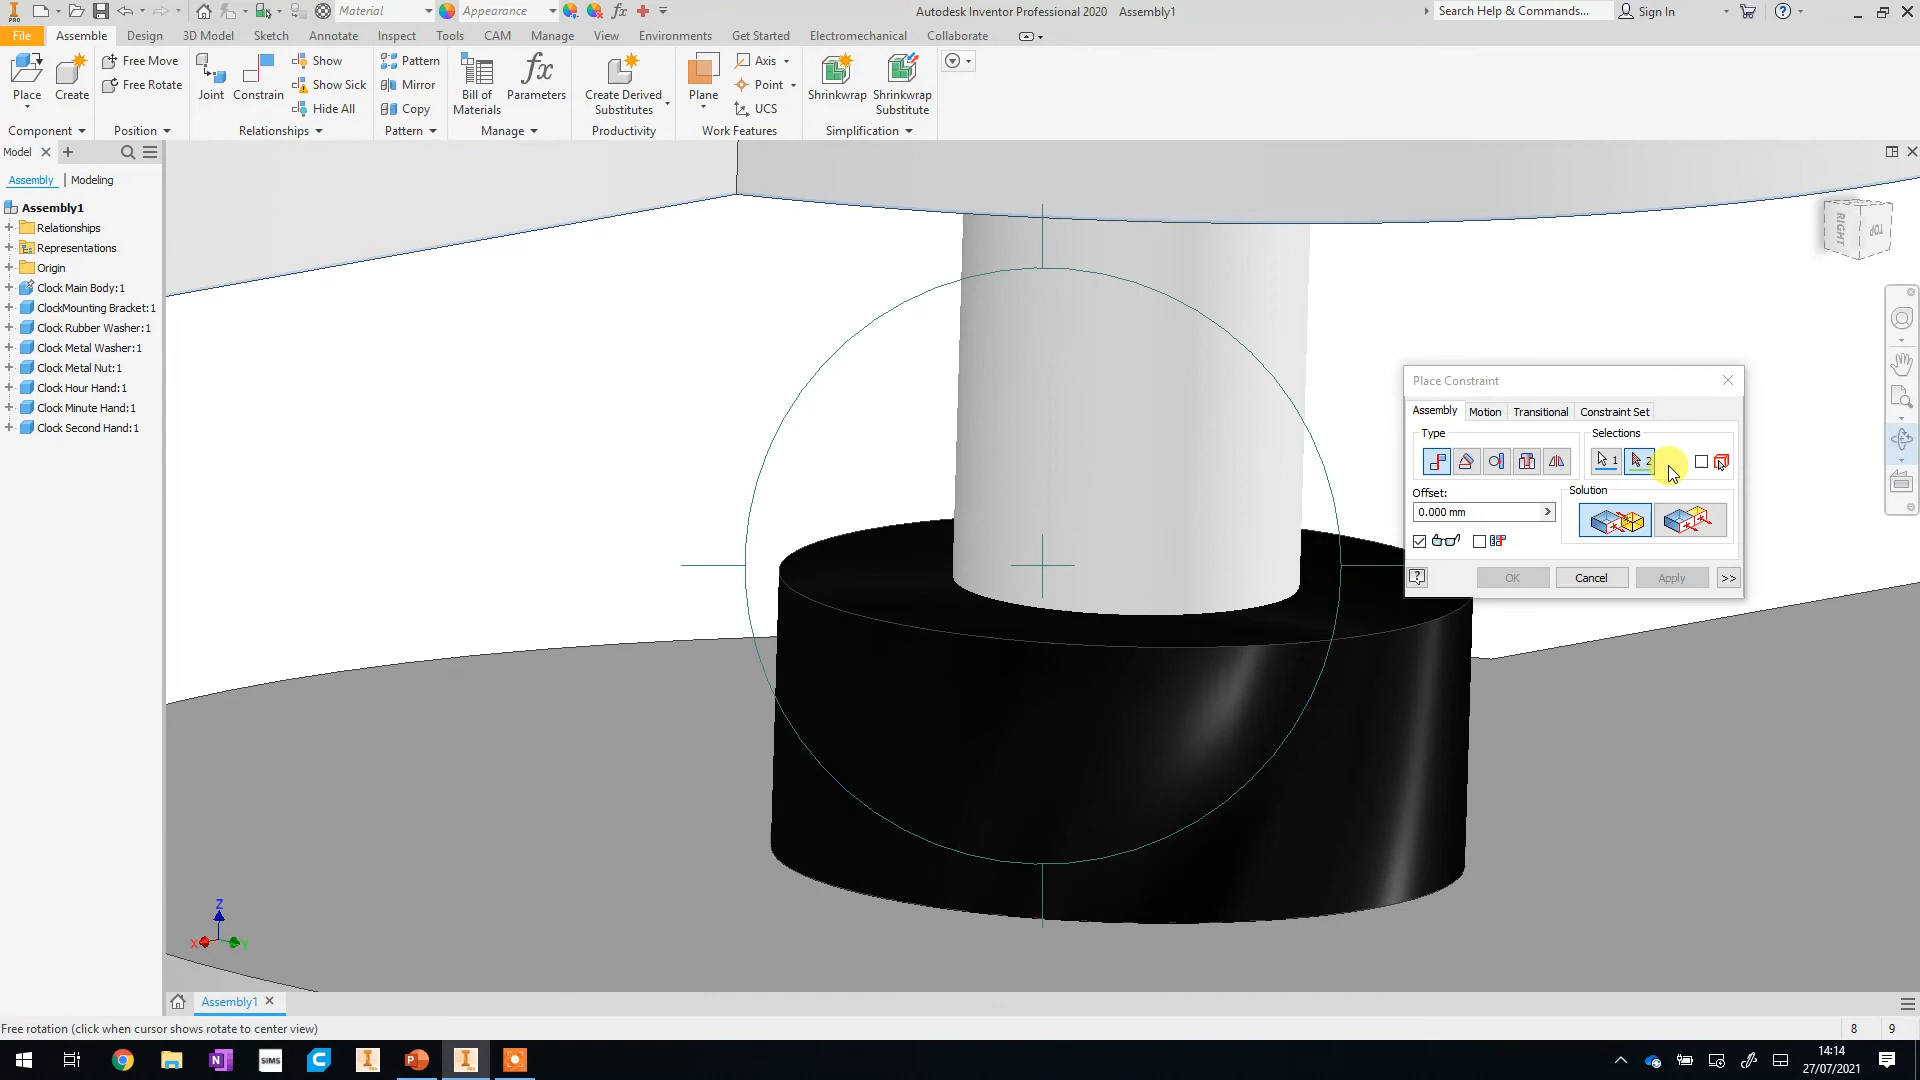 PRO
Material
Appearance
Autodesk Inventor Professional 2020 Assembly1
Search Help & Commands...
Sign In
File
Assemble
Design
3D Model
Sketch
Annotate
Inspect
Tools
CAM
Manage
View
Environments
Get Started
Electromechanical
Collaborate
Place
Create
Free Move
Free Rotate
Joint
Constrain
Show
Show Sick
Hide All
Pattern
Mirror
Copy
Bill of
Materials
fx
Parameters
Create Derived
Substitutes
Plane
Axis
Point
UCS
Shrinkwrap
Shrinkwrap
Substitute
Component
Position
Relationships
Pattern
Manage
Productivity
Work Features
Simplification
Model
Assembly
Modeling
Assembly1
Relationships
Representations
Origin
Clock Main Body:1
ClockMounting Bracket:1
Clock Rubber Washer:1
Clock Metal Washer:1
Clock Metal Nut:1
Clock Hour Hand:1
Clock Minute Hand:1
Clock Second Hand:1
RIGHT
TOP
Place Constraint
Assembly
Motion
Transitional
Constraint Set
Type
Selections
1
2
Offset:
0.000 mm
Solution
OK
Cancel
Apply
>>
Z
X
Y
Assembly1
Free rotation (click when cursor shows rotate to center view)
8
9
SIMS
14:14
27/07/2021